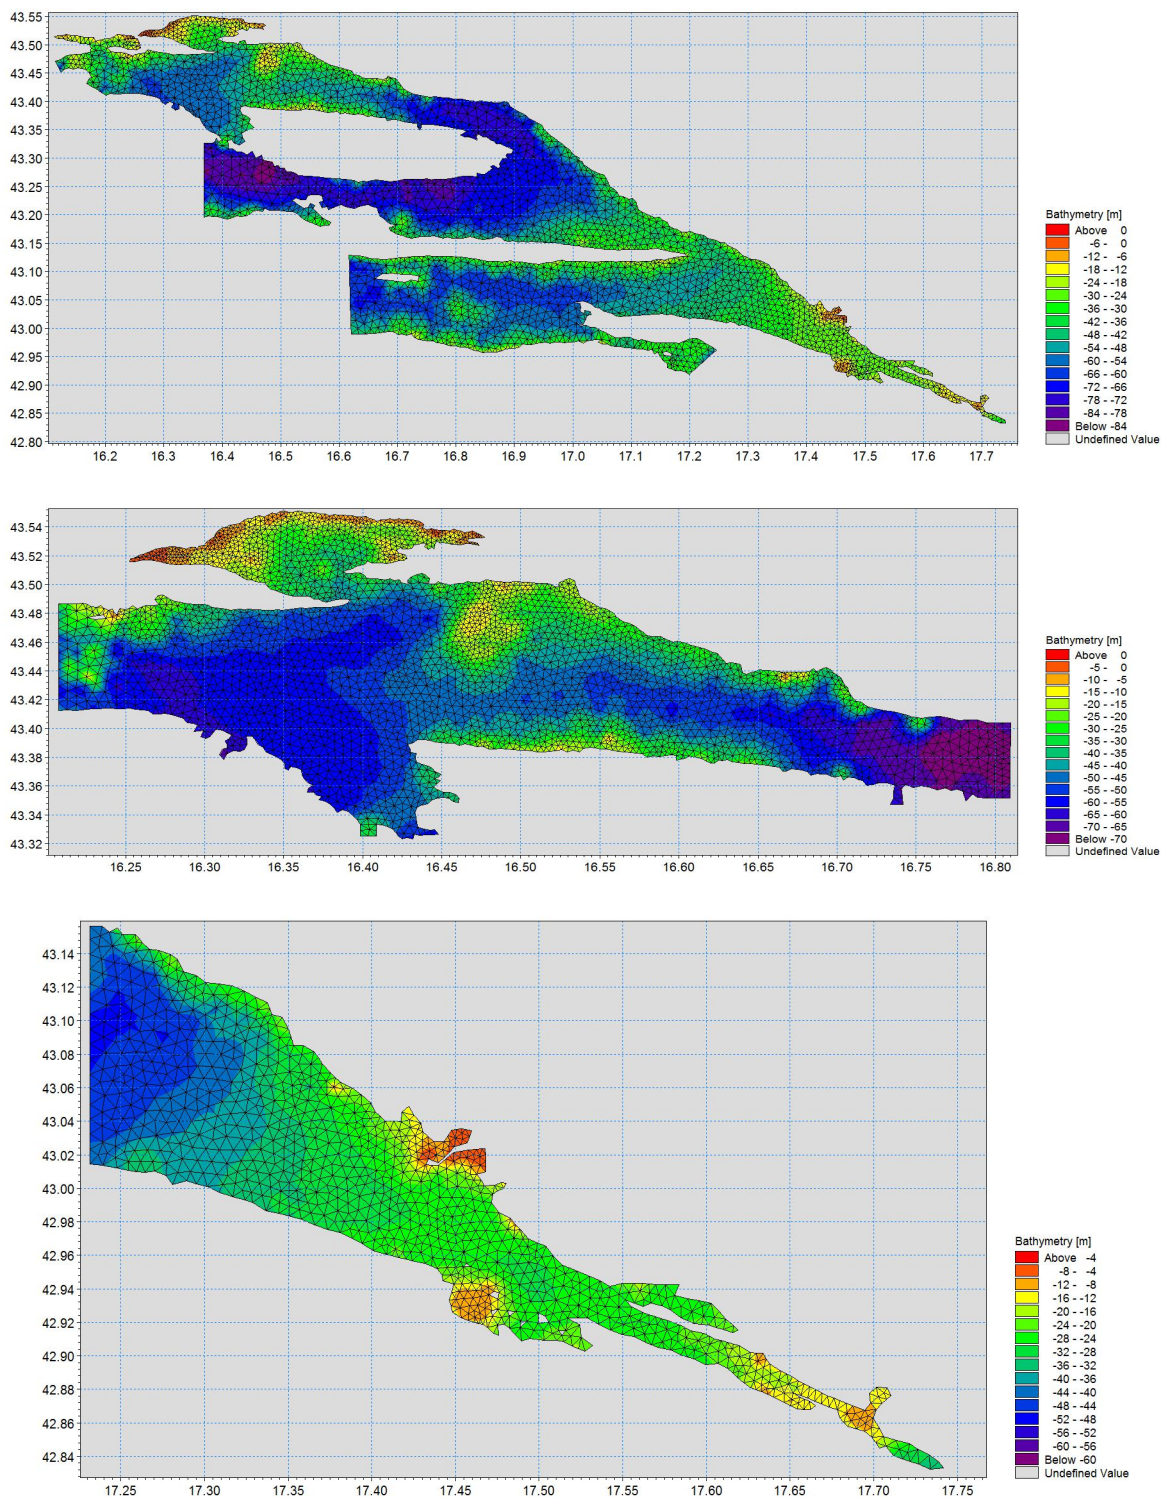 43.55
43.50
43.45
43.40
43.35
43.30
43.25
43.20
43.15
43.10
43.05
43.00
42.95
42.90
42.85
42.80
16.2 16.3 16.4 16.5 16.6 16.7 16.8 16.9 17.0 17.1 17.2 17.3 17.4 17.5 17.6 17.7
Bathymetry [m]
Above 0
-6 - 0
-12 - -6
-18 - -12
-24 - -18
-30 - -24
-36 - -30
-42 - -36
-48 - -42
-54 - -48
-60 - -54
-66 - -60
-72 - -66
-78 - -72
-84 - -78
Below -84
Undefined Value
43.54
43.52
43.50
43.48
43.46
43.44
43.42
43.40
43.38
43.36
43.34
43.32
16.25 16.30 16.35 16.40 16.45 16.50 16.55 16.60 16.65 16.70 16.75 16.80
Bathymetry [m]
Above 0
-5 - 0
-10 - -5
-15 - -10
-20 - -15
-25 - -20
-30 - -25
-35 - -30
-40 - -35
-45 - -40
-50 - -45
-55 - -50
-60 - -55
-65 - -60
-70 - -65
Below -70
Undefined Value
43.14
43.12
43.10
43.08
43.06
43.04
43.02
43.00
42.98
42.96
42.94
42.92
42.90
42.88
42.86
42.84
17.25 17.30 17.35 17.40 17.45 17.50 17.55 17.60 17.65 17.70 17.75
Bathymetry [m]
Above -4
-8 - -4
-12 - -8
-16 - -12
-20 - -16
-24 - -20
-28 - -24
-32 - -28
-36 - -32
-40 - -36
-44 - -40
-48 - -44
-52 - -48
-56 - -52
-60 - -56
Below -60
Undefined Value